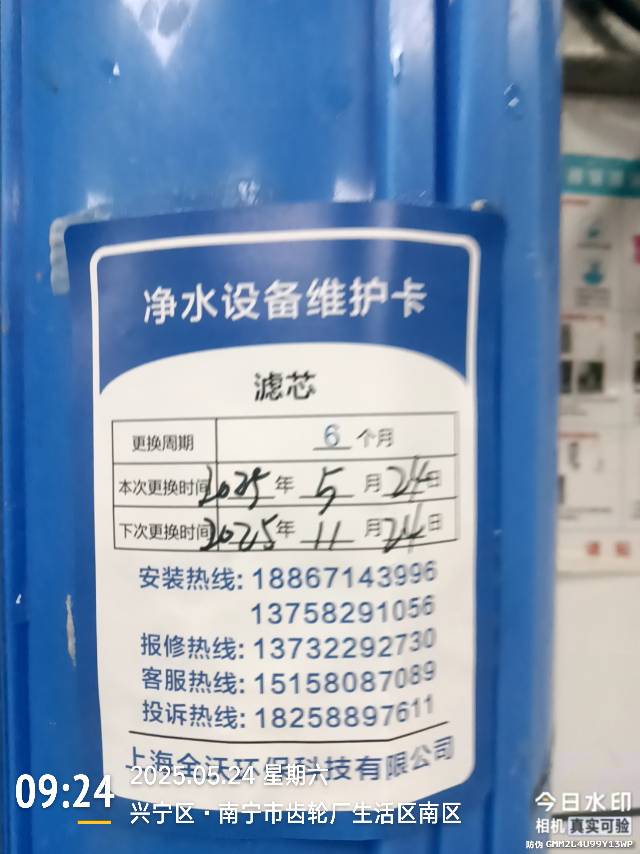 净水设备维护卡
滤芯
更换周期 6 个月
本次更换时间 2025 年 5 月 24 日
下次更换时间 2025 年 11 月 24 日
安装热线: 18867143996
13758291056
报修热线: 13732292730
客服热线: 15158087089
投诉热线: 18258897611
上海全沃环保科技有限公司
09:24
2025.05.24 星期六
兴宁区·南宁市齿轮厂生活区南区
今日水印
相机 真实可验
防伪 GMM2L4U99Y13WP